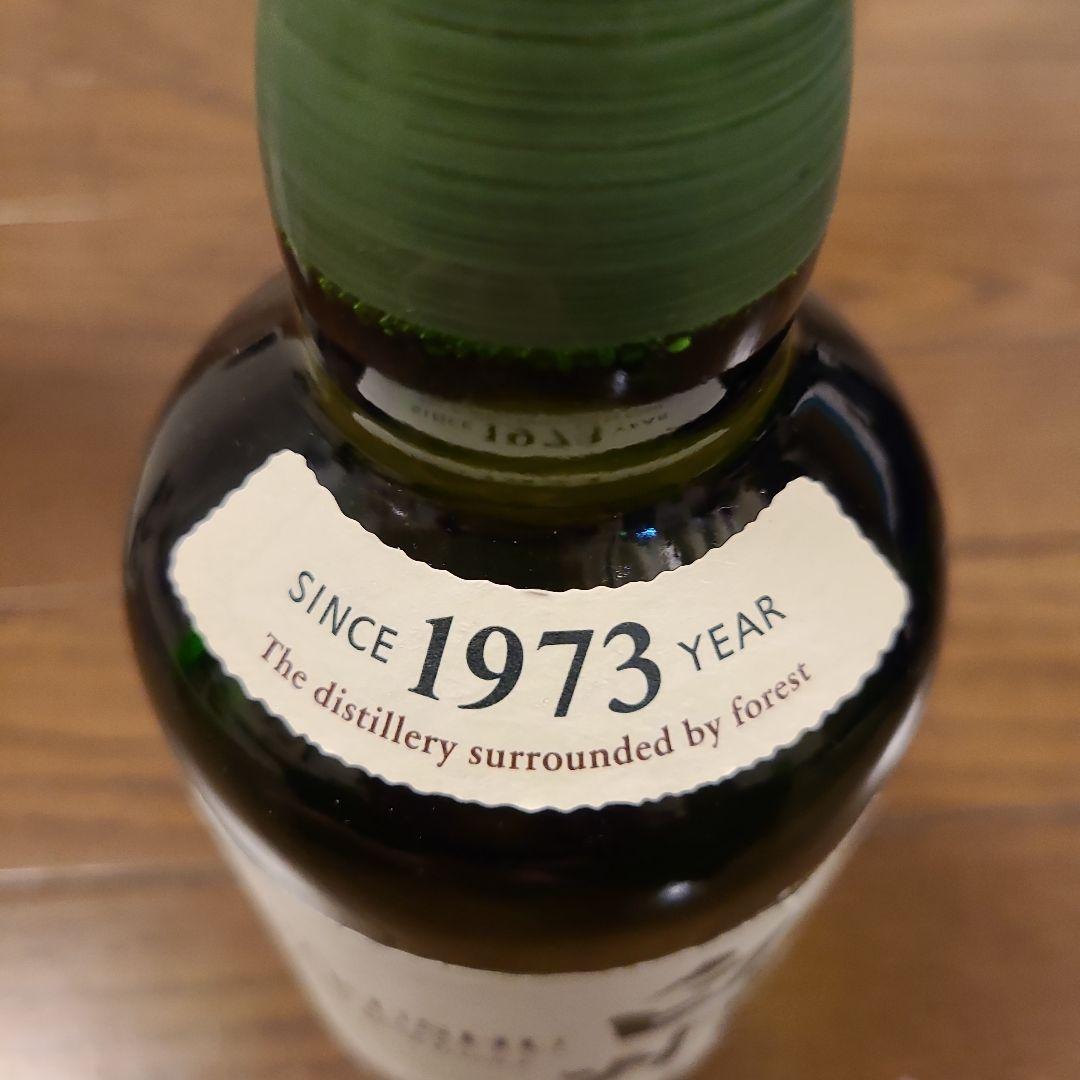 SINCE 1973 YEAR
The distillery surrounded by forest